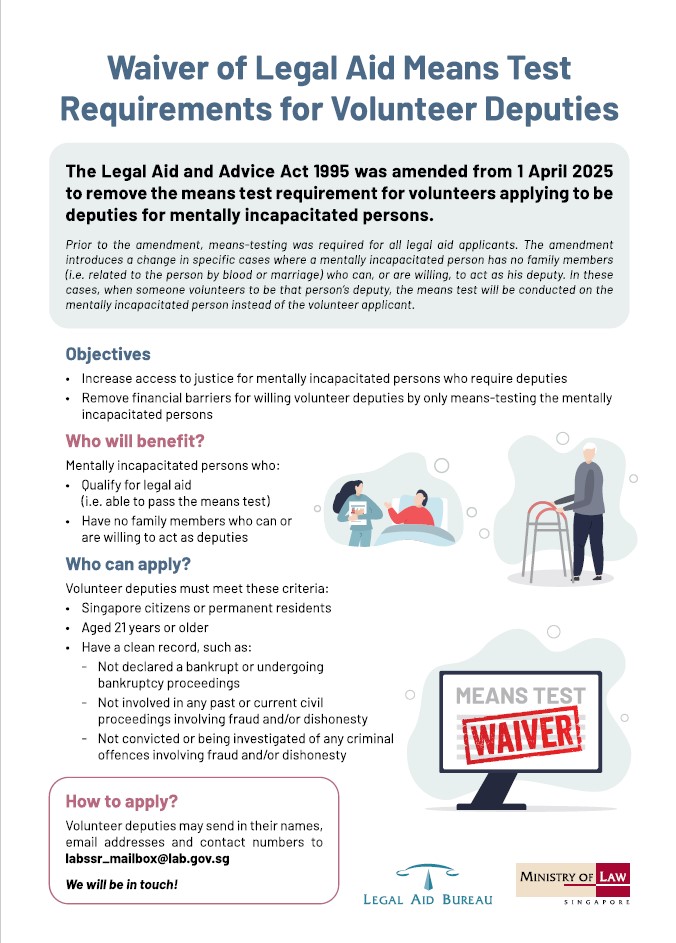 Waiver of Legal Aid Means Test
Requirements for Volunteer Deputies
The Legal Aid and Advice Act 1995 was amended from 1 April 2025
to remove the means test requirement for volunteers applying to be
deputies for mentally incapacitated persons.
Prior to the amendment, means-testing was required for all legal aid applicants. The amendment
introduces a change in specific cases where a mentally incapacitated person has no family members
(i.e. related to the person by blood or marriage) who can, or are willing, to act as his deputy. In these
cases, when someone volunteers to be that person's deputy, the means test will be conducted on the
mentally incapacitated person instead of the volunteer applicant.
Objectives
• Increase access to justice for mentally incapacitated persons who require deputies
• Remove financial barriers for willing volunteer deputies by only means-testing the mentally
incapacitated persons
Who will benefit?
Mentally incapacitated persons who:
• Qualify for legal aid
(i.e. able to pass the means test)
• Have no family members who can or
are willing to act as deputies
Who can apply?
Volunteer deputies must meet these criteria:
• Singapore citizens or permanent residents
• Aged 21 years or older
• Have a clean record, such as:
- Not declared a bankrupt or undergoing
bankruptcy proceedings
- Not involved in any past or current civil
proceedings involving fraud and/or dishonesty
- Not convicted or being investigated of any criminal
offences involving fraud and/or dishonesty
MEANS TEST
WAIVER
How to apply?
Volunteer deputies may send in their names,
email addresses and contact numbers to
labssr_mailbox@lab.gov.sg
We will be in touch!
LEGAL AID BUREAU
MINISTRY OF LAW
SINGAPORE